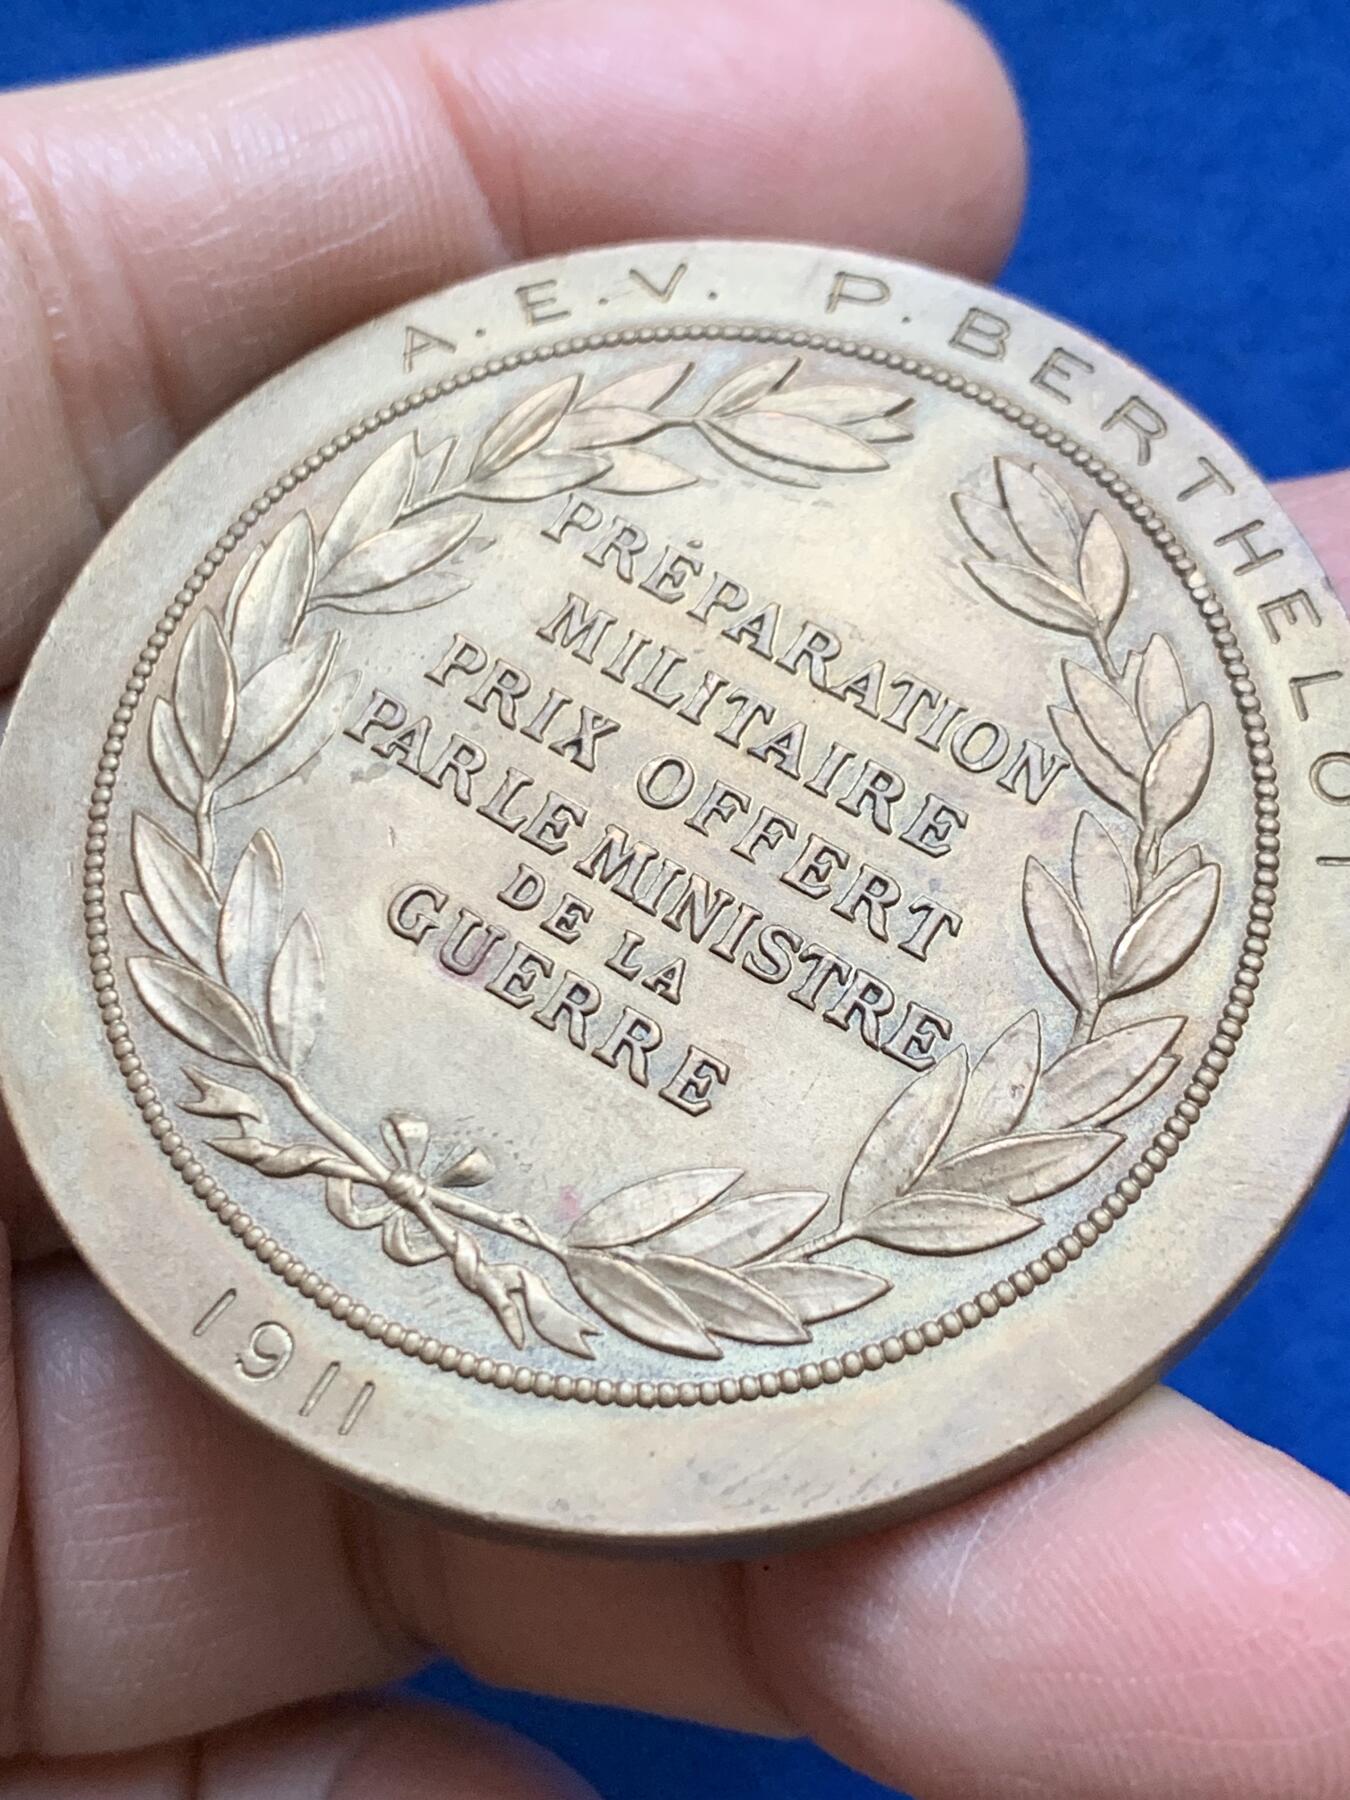 A.E.V. P.BERTHELOT
PRÉPARATION
MILITAIRE
PRIX OFFERT
PAR LE MINISTRE
DE LA
GUERRE
1911